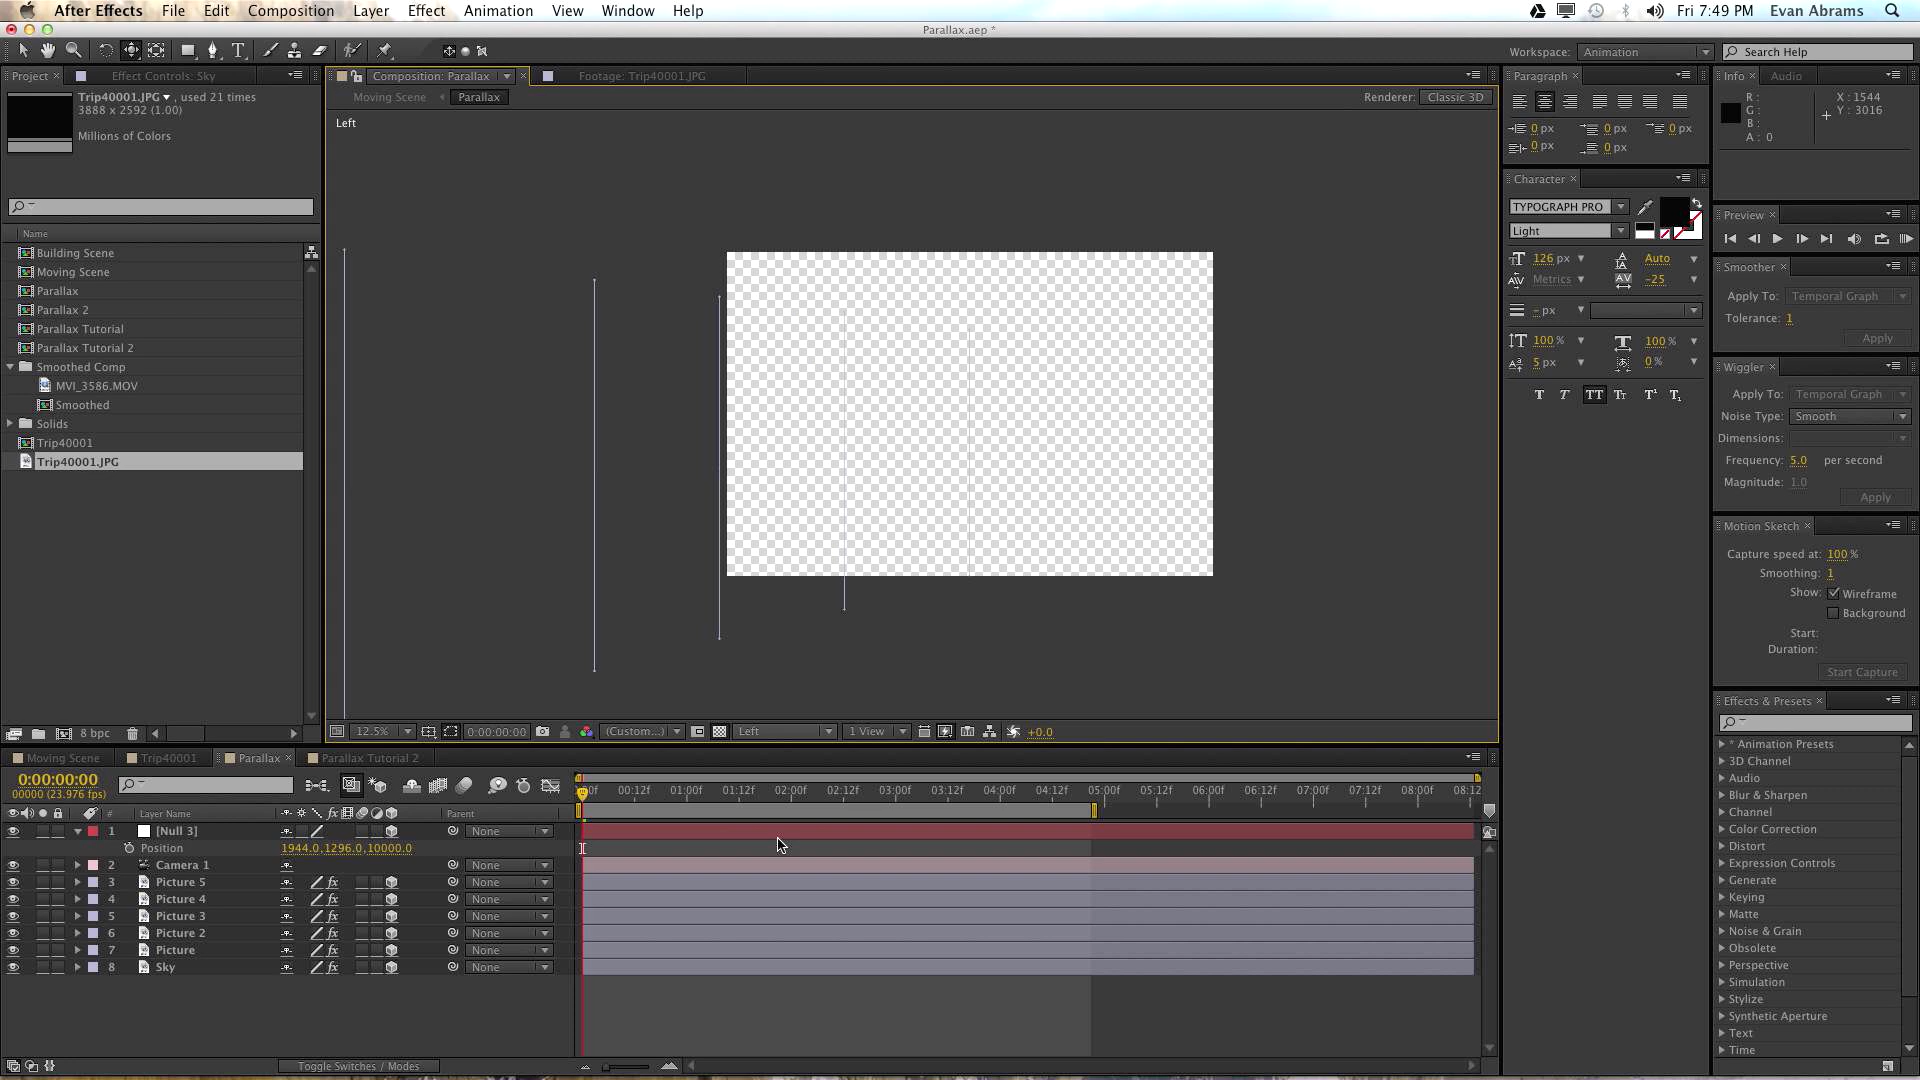 After Effects File Edit Composition Layer Effect Animation View Window Help Fri 7:49 PM Evan Abrams
Parallax.aep *
Workspace: Animation Search Help
Project × Effect Controls: Sky
Trip40001.JPG ▼ , used 21 times
3888 x 2592 (1.00)
Millions of Colors
Name
Building Scene
Moving Scene
Parallax
Parallax 2
Parallax Tutorial
Parallax Tutorial 2
Smoothed Comp
MVI_3586.MOV
Smoothed
Solids
Trip40001
Trip40001.JPG
8 bpc
Composition: Parallax × Footage: Trip40001.JPG
Moving Scene Parallax Renderer: Classic 3D
Left
12.5% 0:00:00:00 (Custom...) Left 1 View +0.0
Paragraph ×
0 px 0 px 0 px
0 px 0 px
Character ×
TYPOGRAPH PRO
Light
126 px Auto
Metrics -25
- px
100 % 100 %
5 px 0 %
T T TT Tr T¹ T₁
Info × Audio
R : X : 1544
G : Y : 3016
B :
A : 0
Preview ×
Smoother ×
Apply To: Temporal Graph
Tolerance: 1
Apply
Wiggler ×
Apply To: Temporal Graph
Noise Type: Smooth
Dimensions:
Frequency: 5.0 per second
Magnitude: 1.0
Apply
Motion Sketch ×
Capture speed at: 100 %
Smoothing: 1
Show: Wireframe
Background
Start:
Duration:
Start Capture
Effects & Presets ×
* Animation Presets
3D Channel
Audio
Blur & Sharpen
Channel
Color Correction
Distort
Expression Controls
Generate
Keying
Matte
Noise & Grain
Obsolete
Perspective
Simulation
Stylize
Synthetic Aperture
Text
Time
Moving Scene Trip40001 Parallax × Parallax Tutorial 2
0:00:00:00
00000 (23.976 fps)
00f 00:12f 01:00f 01:12f 02:00f 02:12f 03:00f 03:12f 04:00f 04:12f 05:00f 05:12f 06:00f 06:12f 07:00f 07:12f 08:00f 08:12
# Layer Name Parent
1 [Null 3] None
Position 1944.0,1296.0,10000.0
2 Camera 1 None
3 Picture 5 fx None
4 Picture 4 fx None
5 Picture 3 fx None
6 Picture 2 fx None
7 Picture fx None
8 Sky fx None
Toggle Switches / Modes